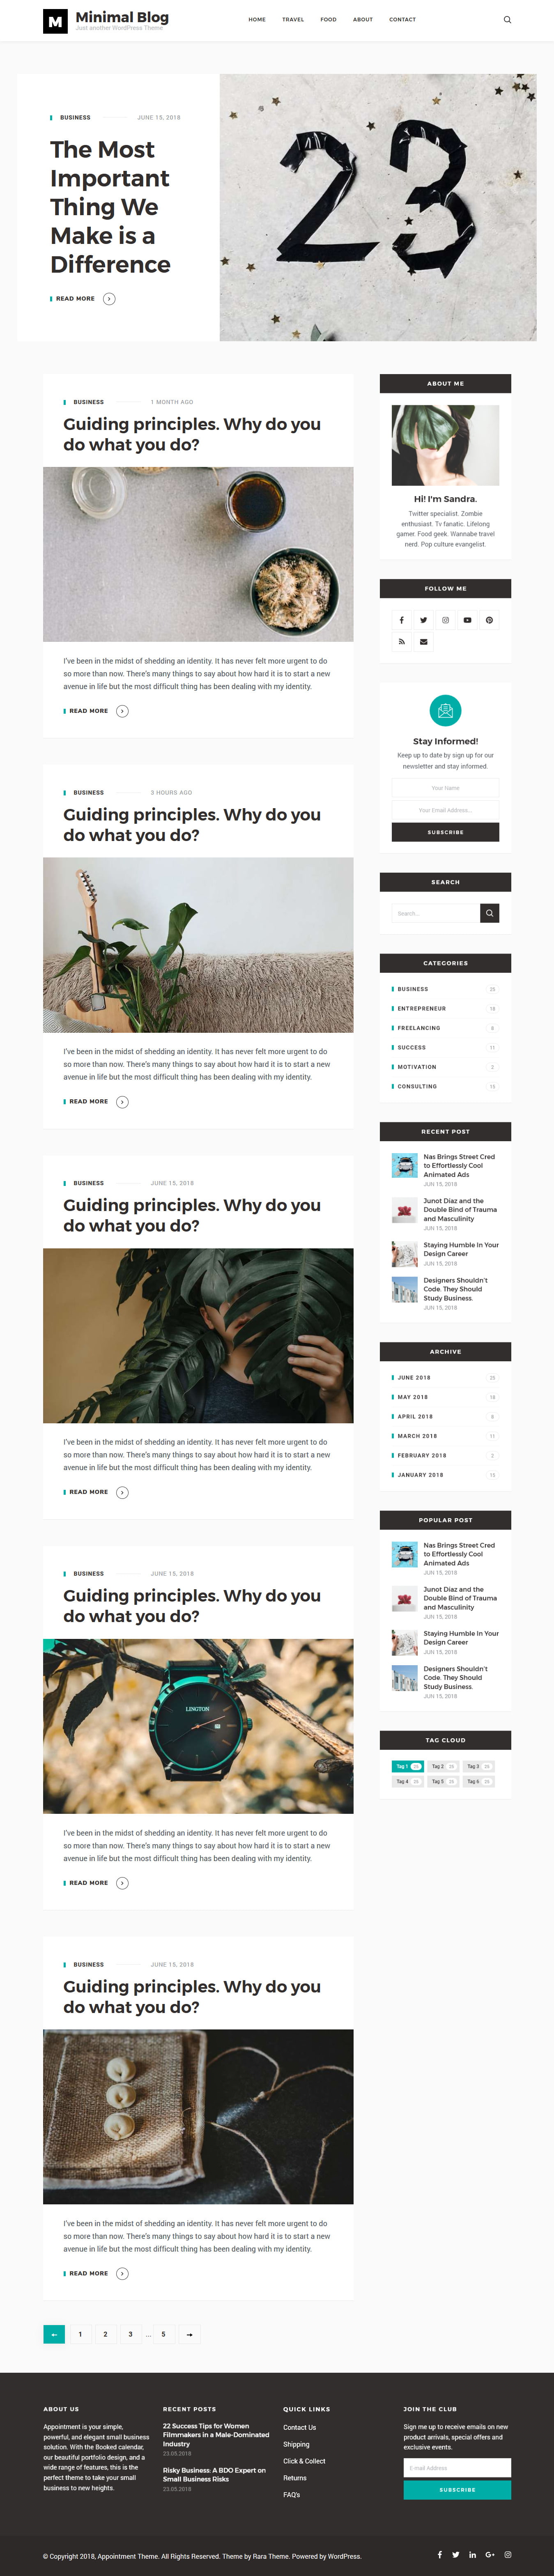 M
Minimal Blog
Just another WordPress Theme
HOME TRAVEL FOOD ABOUT CONTACT
BUSINESS JUNE 15, 2018
The Most
Important
Thing We
Make is a
Difference
READ MORE
23
BUSINESS 1 MONTH AGO
Guiding principles. Why do you
do what you do?
I've been in the midst of shedding an identity. It has never felt more urgent to do
so more than now. There's many things to say about how hard it is to start a new
avenue in life but the most difficult thing has been dealing with my identity.
READ MORE
BUSINESS 3 HOURS AGO
Guiding principles. Why do you
do what you do?
I've been in the midst of shedding an identity. It has never felt more urgent to do
so more than now. There's many things to say about how hard it is to start a new
avenue in life but the most difficult thing has been dealing with my identity.
READ MORE
BUSINESS JUNE 15, 2018
Guiding principles. Why do you
do what you do?
I've been in the midst of shedding an identity. It has never felt more urgent to do
so more than now. There's many things to say about how hard it is to start a new
avenue in life but the most difficult thing has been dealing with my identity.
READ MORE
BUSINESS JUNE 15, 2018
Guiding principles. Why do you
do what you do?
LINGTON
I've been in the midst of shedding an identity. It has never felt more urgent to do
so more than now. There's many things to say about how hard it is to start a new
avenue in life but the most difficult thing has been dealing with my identity.
READ MORE
BUSINESS JUNE 15, 2018
Guiding principles. Why do you
do what you do?
I've been in the midst of shedding an identity. It has never felt more urgent to do
so more than now. There's many things to say about how hard it is to start a new
avenue in life but the most difficult thing has been dealing with my identity.
READ MORE
1 2 3 ... 5
ABOUT ME
Hi! I'm Sandra.
Twitter specialist. Zombie
enthusiast. Tv fanatic. Lifelong
gamer. Food geek. Wannabe travel
nerd. Pop culture evangelist.
FOLLOW ME
Stay Informed!
Keep up to date by sign up for our
newsletter and stay informed.
Your Name
Your Email Address...
SUBSCRIBE
SEARCH
Search...
CATEGORIES
BUSINESS 25
ENTREPRENEUR 18
FREELANCING 8
SUCCESS 11
MOTIVATION 2
CONSULTING 15
RECENT POST
Nas Brings Street Cred
to Effortlessly Cool
Animated Ads
JUN 15, 2018
Junot Díaz and the
Double Bind of Trauma
and Masculinity
JUN 15, 2018
Staying Humble In Your
Design Career
JUN 15, 2018
Designers Shouldn't
Code. They Should
Study Business.
JUN 15, 2018
ARCHIVE
JUNE 2018 25
MAY 2018 18
APRIL 2018 8
MARCH 2018 11
FEBRUARY 2018 2
JANUARY 2018 15
POPULAR POST
Nas Brings Street Cred
to Effortlessly Cool
Animated Ads
JUN 15, 2018
Junot Díaz and the
Double Bind of Trauma
and Masculinity
JUN 15, 2018
Staying Humble In Your
Design Career
JUN 15, 2018
Designers Shouldn't
Code. They Should
Study Business.
JUN 15, 2018
TAG CLOUD
Tag 1 25 Tag 2 25 Tag 3 25
Tag 4 25 Tag 5 25 Tag 6 25
ABOUT US
Appointment is your simple,
powerful, and elegant small business
solution. With the Booked calendar,
our beautiful portfolio design, and a
wide range of features, this is the
perfect theme to take your small
business to new heights.
RECENT POSTS
22 Success Tips for Women
Filmmakers in a Male-Dominated
Industry
23.05.2018
Risky Business: A BDO Expert on
Small Business Risks
23.05.2018
QUICK LINKS
Contact Us
Shipping
Click & Collect
Returns
FAQ's
JOIN THE CLUB
Sign me up to receive emails on new
product arrivals, special offers and
exclusive events.
E-mail Address
SUBSCRIBE
© Copyright 2018, Appointment Theme. All Rights Reserved. Theme by Rara Theme. Powered by WordPress.